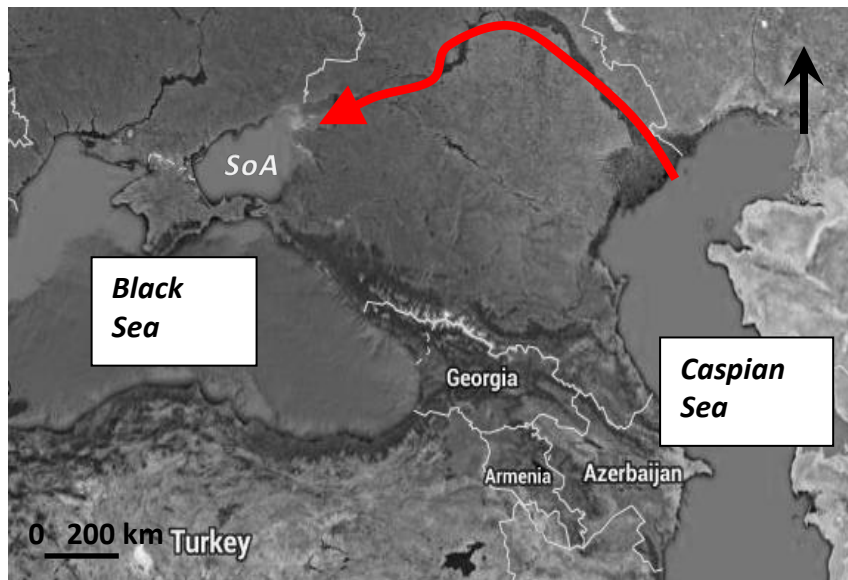 SoA
Black
Sea
Georgia
Caspian
Sea
Armenia
Azerbaijan
0 200 km
Turkey